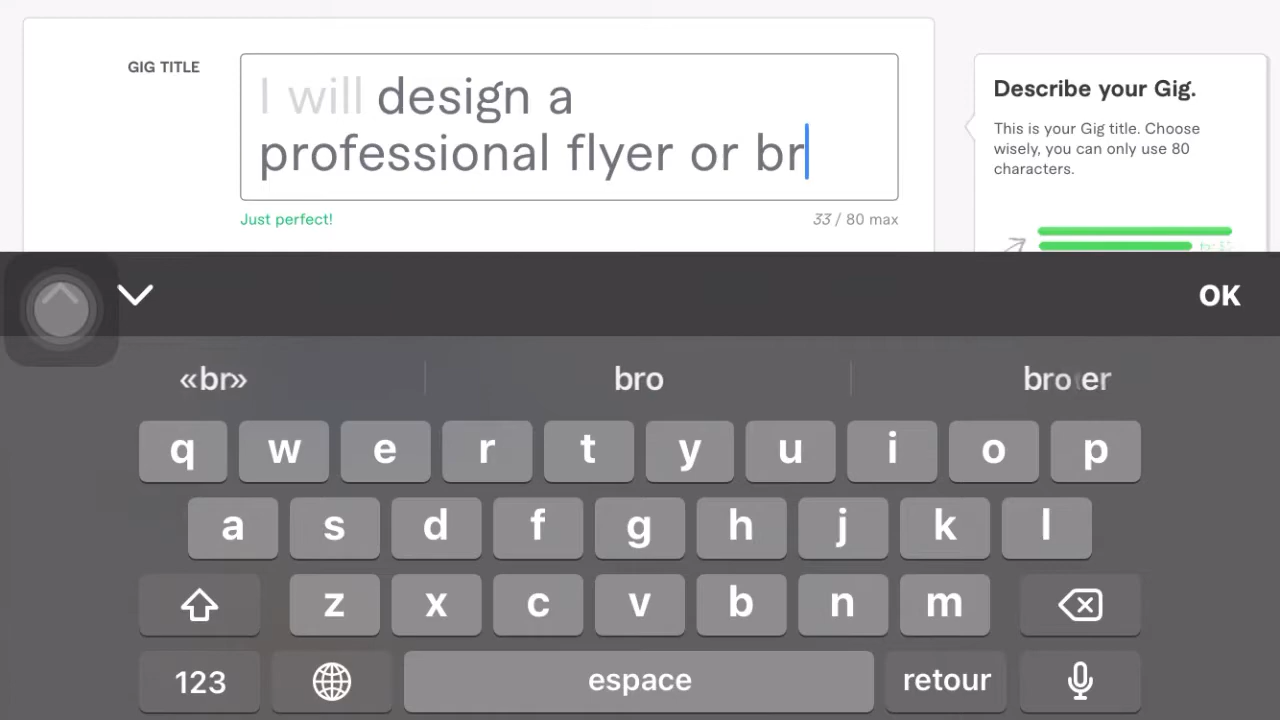 GIG TITLE
I will design a
professional flyer or br
Just perfect!
33 / 80 max
Describe your Gig.
This is your Gig title. Choose
wisely, you can only use 80
characters.
OK
«br»
bro
q w e r t y u i o p
a s d f g h j k l
z x c v b n m
123
espace
retour